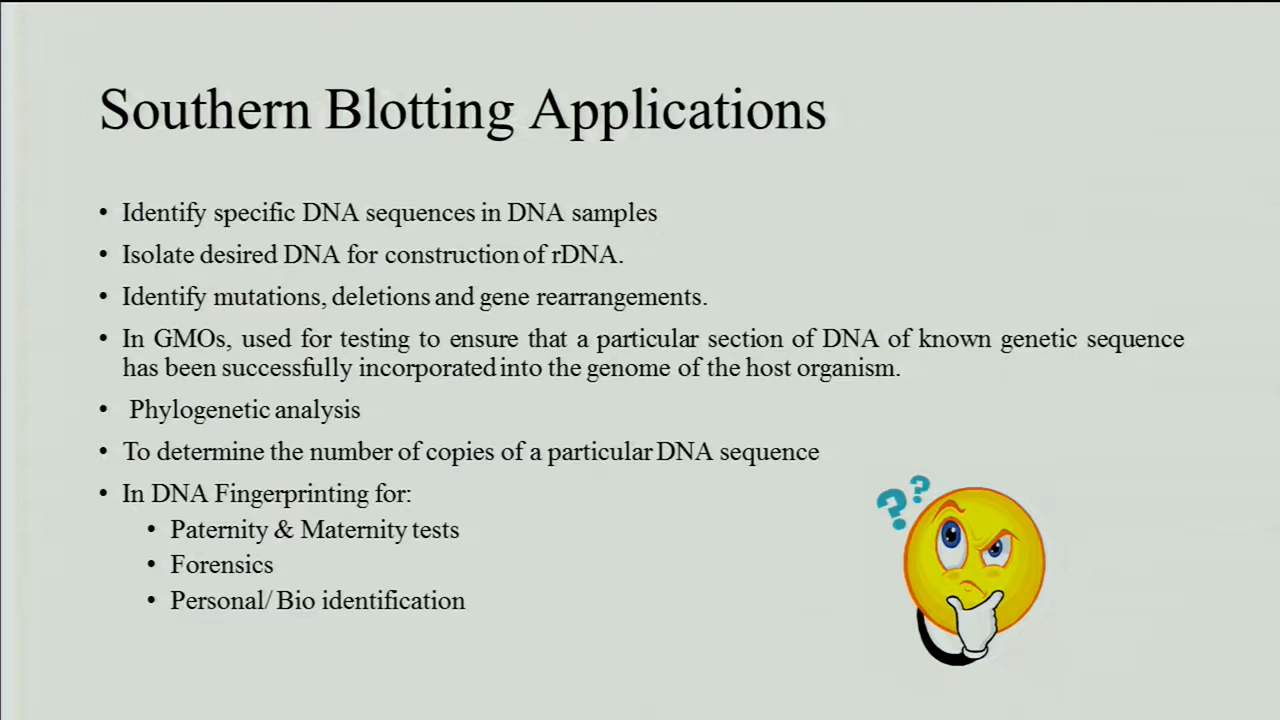 Southern Blotting Applications
• Identify specific DNA sequences in DNA samples
• Isolate desired DNA for construction of rDNA.
• Identify mutations, deletions and gene rearrangements.
• In GMOs, used for testing to ensure that a particular section of DNA of known genetic sequence
has been successfully incorporated into the genome of the host organism.
• Phylogenetic analysis
• To determine the number of copies of a particular DNA sequence
• In DNA Fingerprinting for:
• Paternity & Maternity tests
• Forensics
• Personal/ Bio identification
??